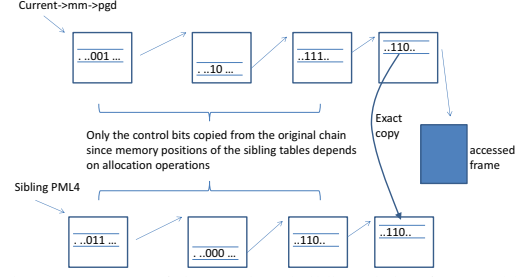 Current->mm->pgd
. ..001 ...
. ..10 ...
..111..
..110..
Exact
copy
Only the control bits copied from the original chain
since memory positions of the sibling tables depends
on allocation operations
accessed
frame
Sibling PML4
. ..011 ...
. ..000 ...
..110..
..110..